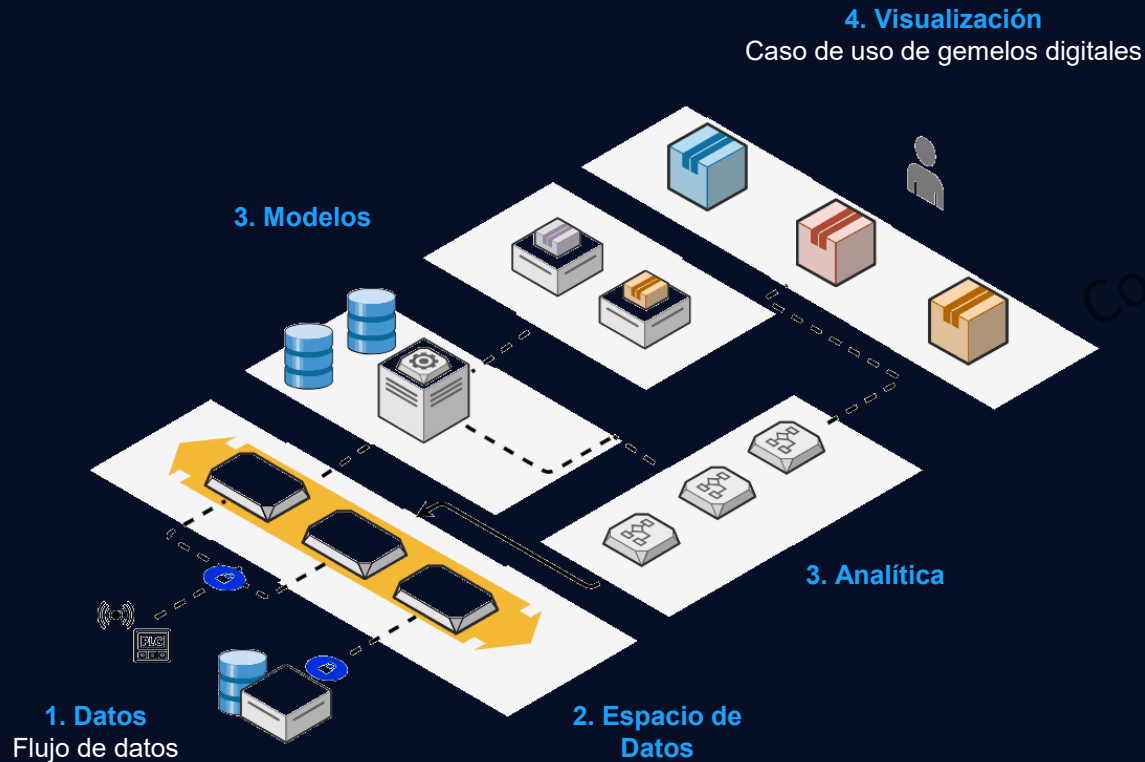 4. Visualización
Caso de uso de gemelos digitales
3. Modelos
3. Analítica
PLC
1. Datos
Flujo de datos
2. Espacio de
Datos